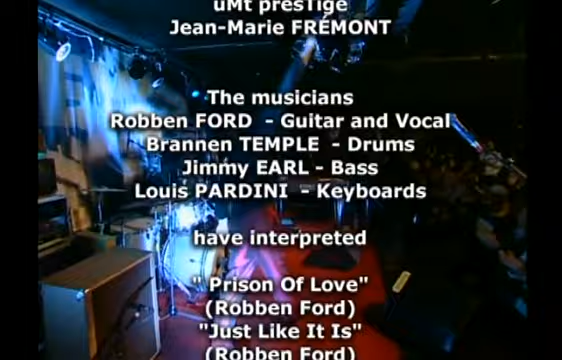 uMt presTige
Jean-Marie FRÉMONT
The musicians
Robben FORD - Guitar and Vocal
Brannen TEMPLE - Drums
Jimmy EARL - Bass
Louis PARDINI - Keyboards
have interpreted
" Prison Of Love"
(Robben Ford)
"Just Like It Is"
(Robben Ford)